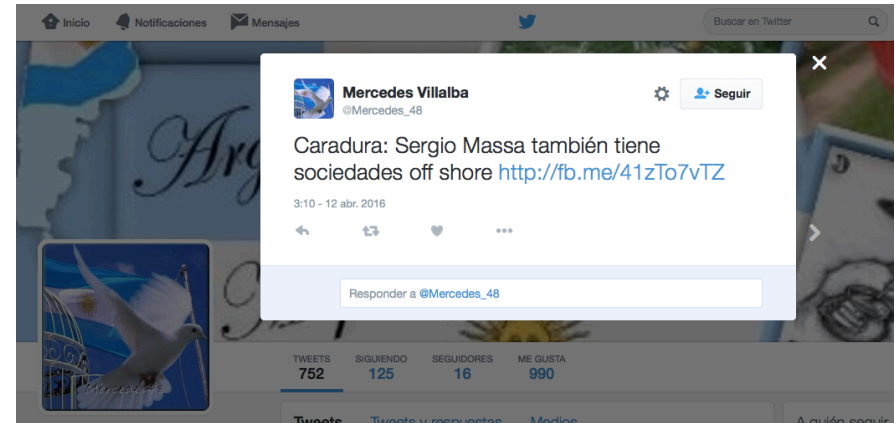 Inicio Notificaciones Mensajes Buscar en Twitter
Mercedes Villalba
@Mercedes_48
Seguir
Caradura: Sergio Massa también tiene
sociedades off shore http://fb.me/41zTo7vTZ
3:10 - 12 abr. 2016
Responder a @Mercedes_48
Mercedes
TWEETS SIGUIENDO SEGUIDORES ME GUSTA
752 125 16 990
Tweets Tweets y respuestas Medios A quién seguir